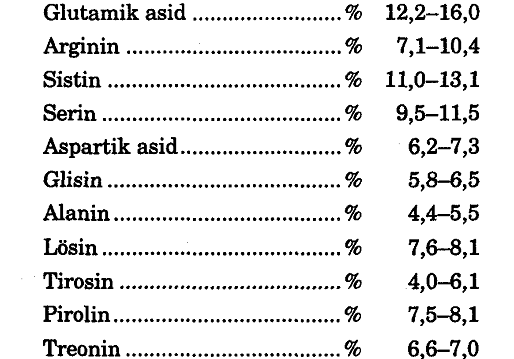 Glutamik asid .......................... % 12,2–16,0
Arginin ..................................... % 7,1–10,4
Sistin ........................................ % 11,0–13,1
Serin ......................................... % 9,5–11,5
Aspartik asid............................ % 6,2–7,3
Glisin ........................................ % 5,8–6,5
Alanin....................................... % 4,4–5,5
Lösin ......................................... % 7,6–8,1
Tirosin ...................................... % 4,0–6,1
Pirolin....................................... % 7,5–8,1
Treonin ..................................... % 6,6–7,0